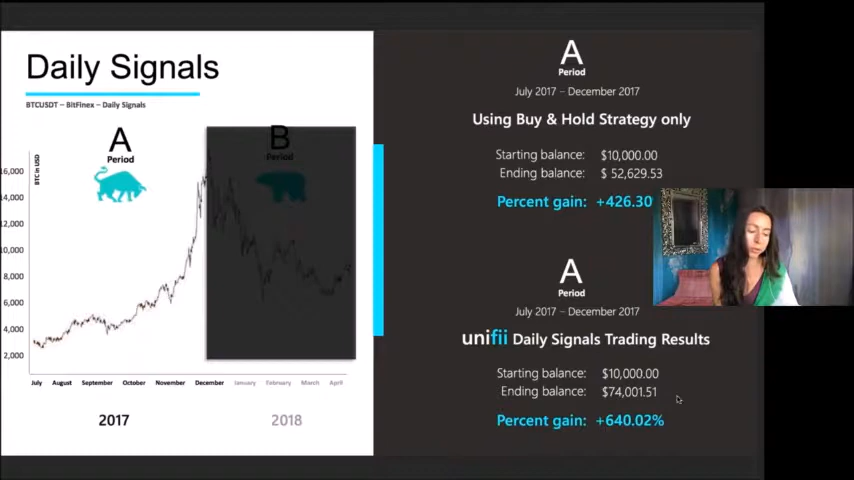 Daily Signals
BTCUSDT – BitFinex – Daily Signals
A
Period
B
Period
BTC in USD
16,000
14,000
12,000
10,000
8,000
6,000
4,000
2,000
July August September October November December January February March April
2017 2018
A
Period
July 2017 – December 2017
Using Buy & Hold Strategy only
Starting balance: $10,000.00
Ending balance: $ 52,629.53
Percent gain: +426.30
A
Period
July 2017 – December 2017
unifii Daily Signals Trading Results
Starting balance: $10,000.00
Ending balance: $74,001.51
Percent gain: +640.02%